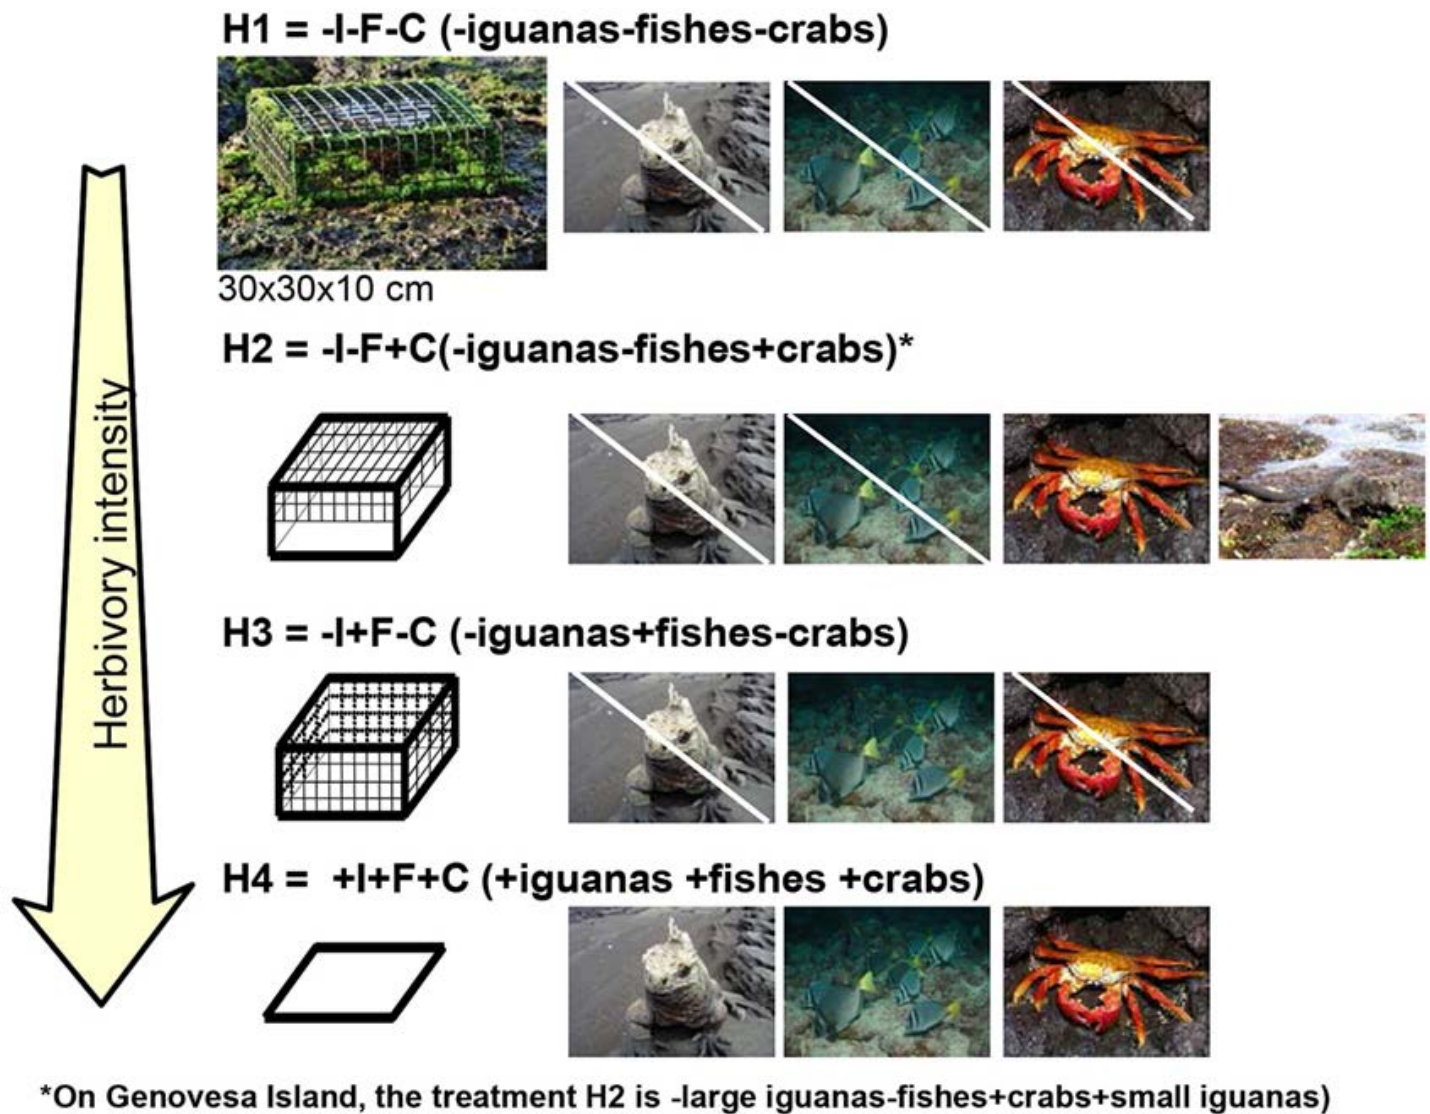 H1 = -I-F-C (-iguanas-fishes-crabs)
30x30x10 cm
H2 = -I-F+C(-iguanas-fishes+crabs)*
Herbivory intensity
H3 = -I+F-C (-iguanas+fishes-crabs)
H4 = +I+F+C (+iguanas +fishes +crabs)
*On Genovesa Island, the treatment H2 is -large iguanas-fishes+crabs+small iguanas)